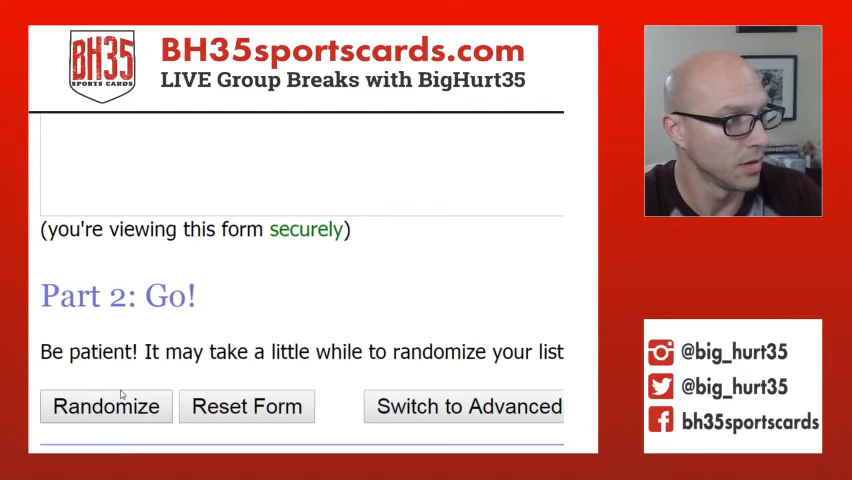 BH35
SPORTS CARDS
BH35sportscards.com
LIVE Group Breaks with BigHurt35
(you're viewing this form securely)
Part 2: Go!
Be patient! It may take a little while to randomize your list
Randomize
Reset Form
Switch to Advanced
@big_hurt35
@big_hurt35
bh35sportscards